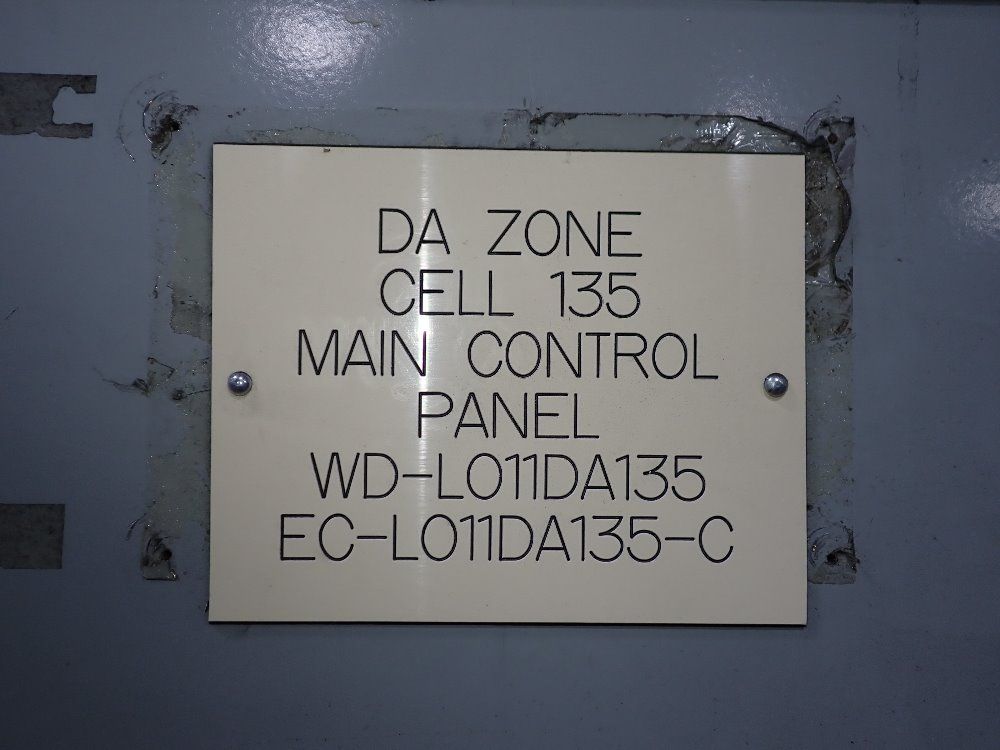 DA ZONE
CELL 135
MAIN CONTROL
PANEL
WD-L011DA135
EC-L011DA135-C